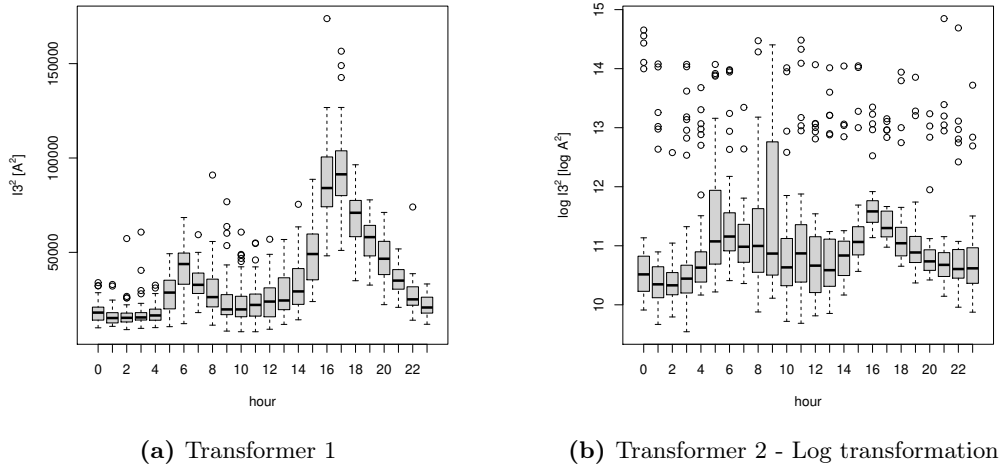 50000 100000 150000
I3² [A²]
0 2 4 6 8 10 12 14 16 18 20 22
hour
(a) Transformer 1
10 11 12 13 14 15
log I3² [log A²]
0 2 4 6 8 10 12 14 16 18 20 22
hour
(b) Transformer 2 - Log transformation